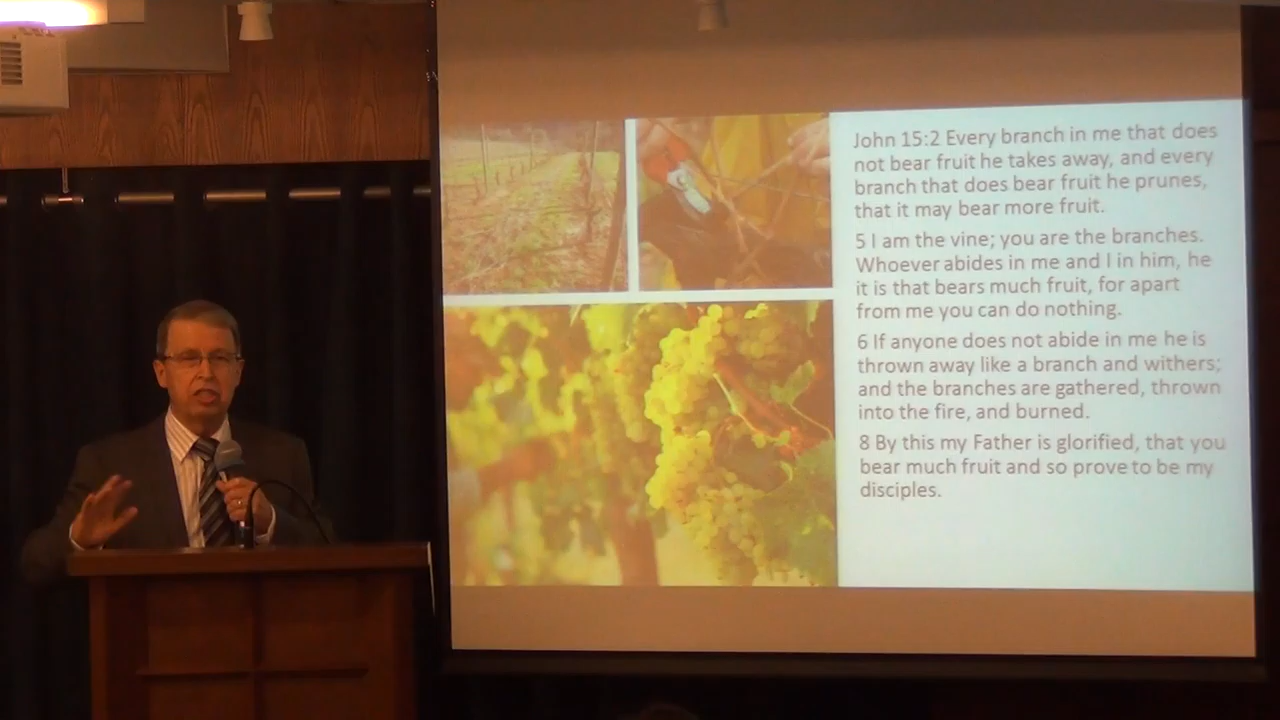 John 15:2 Every branch in me that does
not bear fruit he takes away, and every
branch that does bear fruit he prunes,
that it may bear more fruit.
5 I am the vine; you are the branches.
Whoever abides in me and I in him, he
it is that bears much fruit, for apart
from me you can do nothing.
6 If anyone does not abide in me he is
thrown away like a branch and withers;
and the branches are gathered, thrown
into the fire, and burned.
8 By this my Father is glorified, that you
bear much fruit and so prove to be my
disciples.